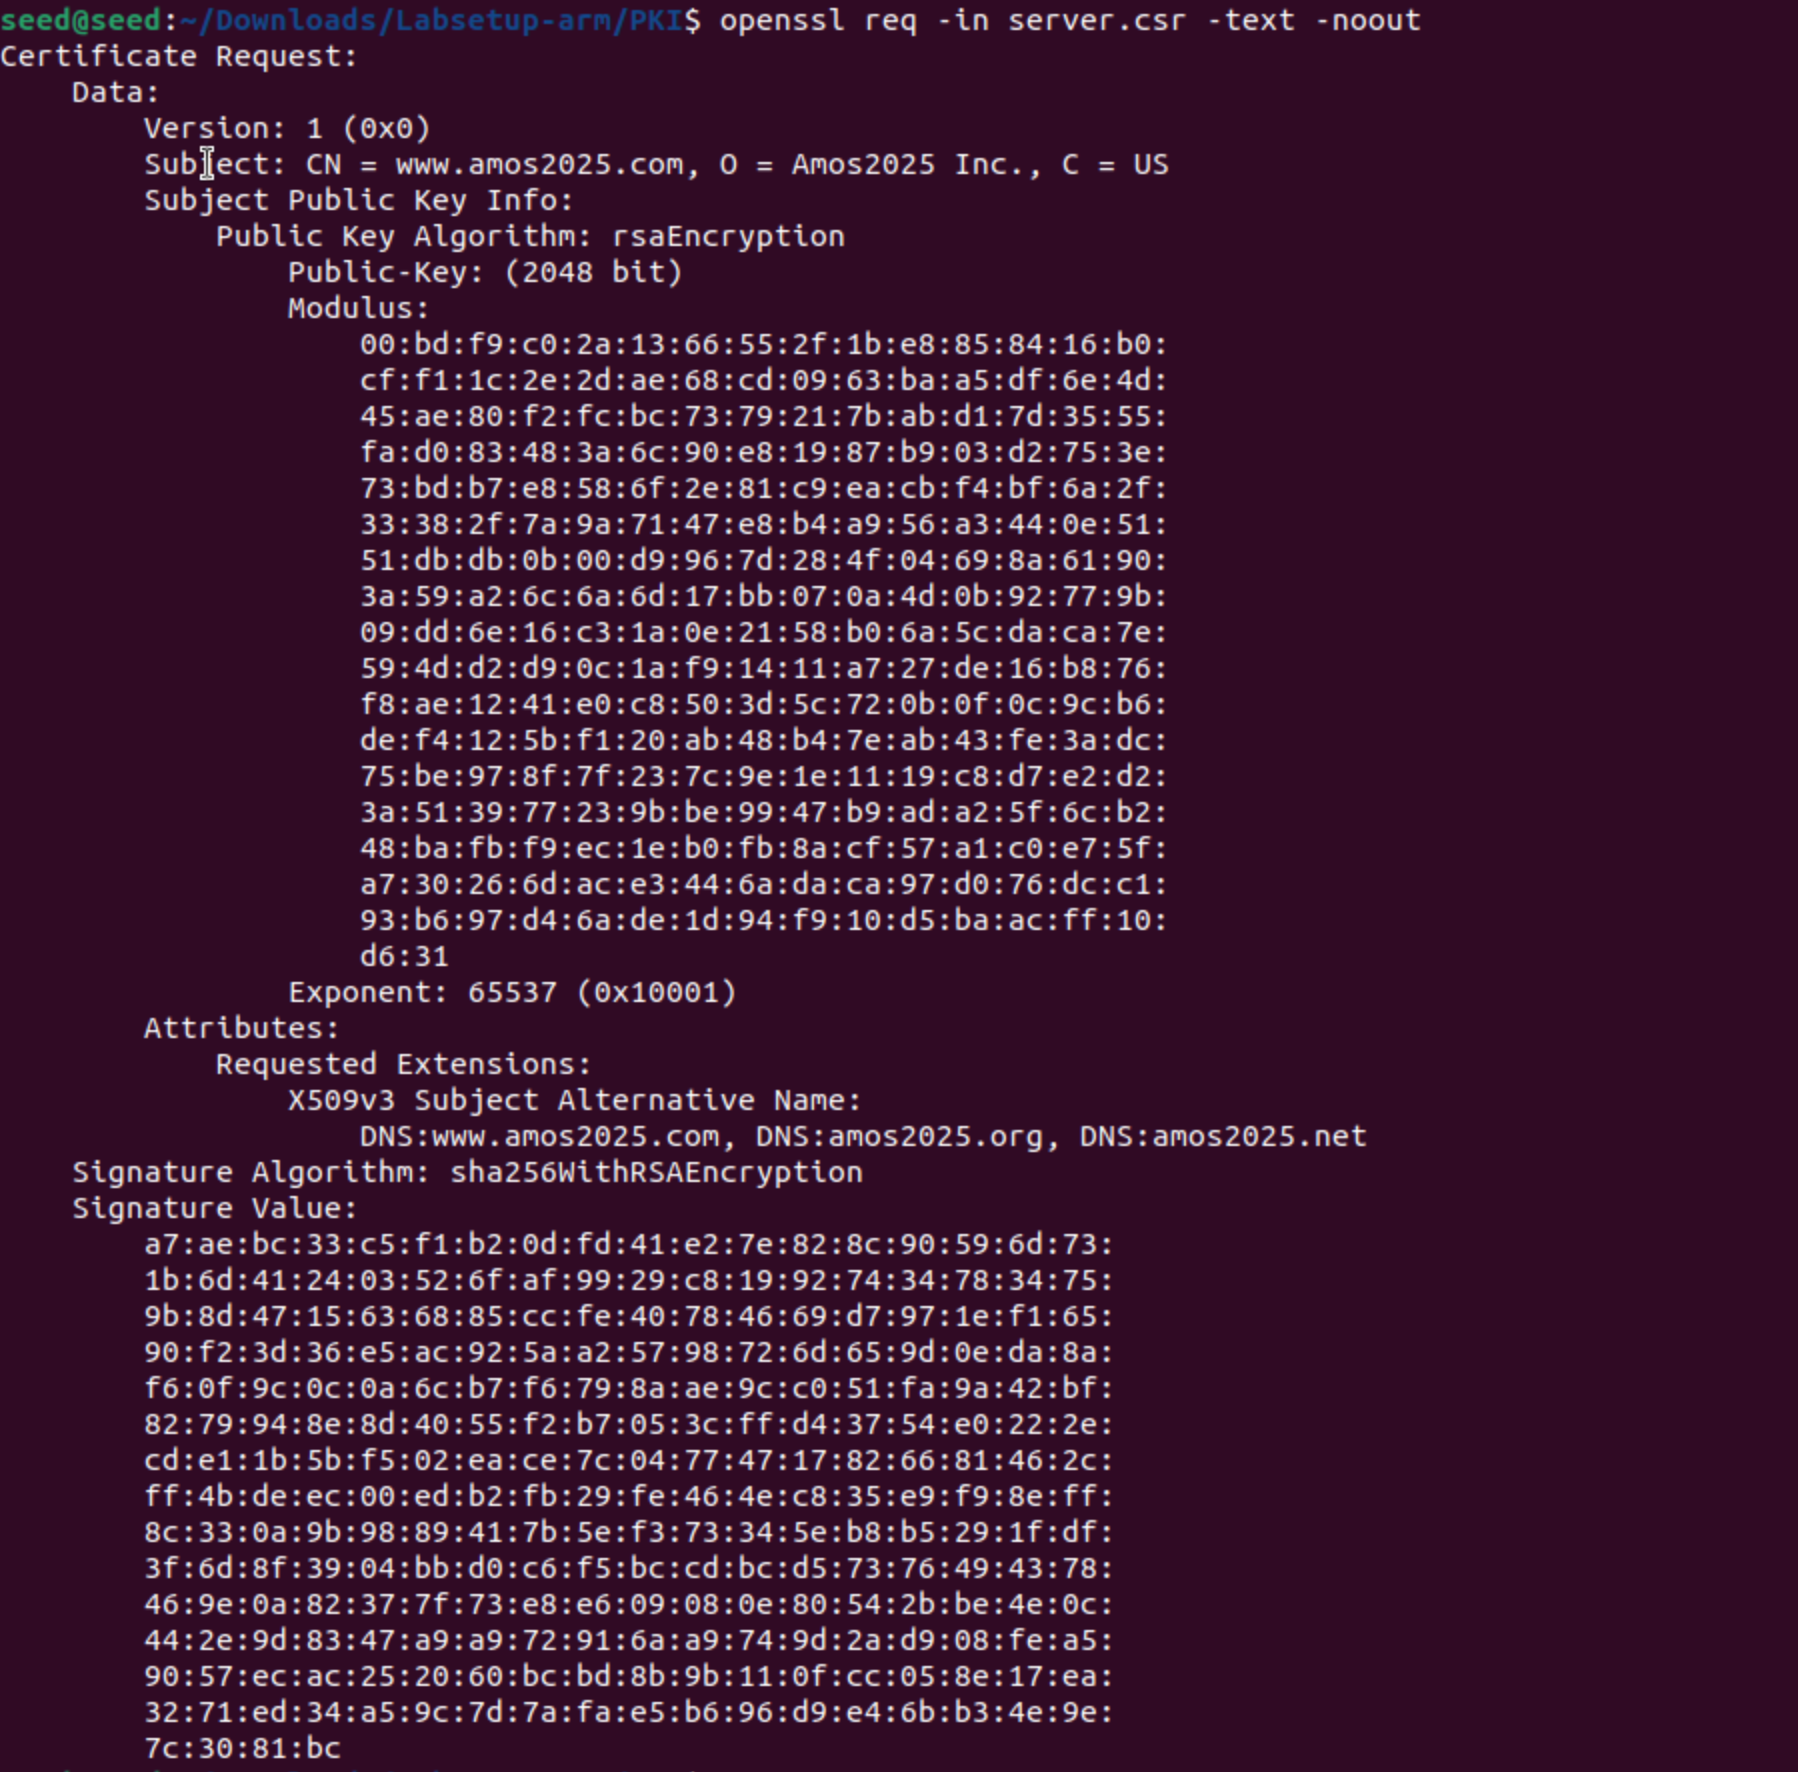 seed@seed:~/Downloads/Labsetup-arm/PKI$ openssl req -in server.csr -text -noout
Certificate Request:
    Data:
        Version: 1 (0x0)
        Subject: CN = www.amos2025.com, O = Amos2025 Inc., C = US
        Subject Public Key Info:
            Public Key Algorithm: rsaEncryption
                Public-Key: (2048 bit)
                Modulus:
                    00:bd:f9:c0:2a:13:66:55:2f:1b:e8:85:84:16:b0:
                    cf:f1:1c:2e:2d:ae:68:cd:09:63:ba:a5:df:6e:4d:
                    45:ae:80:f2:fc:bc:73:79:21:7b:ab:d1:7d:35:55:
                    fa:d0:83:48:3a:6c:90:e8:19:87:b9:03:d2:75:3e:
                    73:bd:b7:e8:58:6f:2e:81:c9:ea:cb:f4:bf:6a:2f:
                    33:38:2f:7a:9a:71:47:e8:b4:a9:56:a3:44:0e:51:
                    51:db:db:0b:00:d9:96:7d:28:4f:04:69:8a:61:90:
                    3a:59:a2:6c:6a:6d:17:bb:07:0a:4d:0b:92:77:9b:
                    09:dd:6e:16:c3:1a:0e:21:58:b0:6a:5c:da:ca:7e:
                    59:4d:d2:d9:0c:1a:f9:14:11:a7:27:de:16:b8:76:
                    f8:ae:12:41:e0:c8:50:3d:5c:72:0b:0f:0c:9c:b6:
                    de:f4:12:5b:f1:20:ab:48:b4:7e:ab:43:fe:3a:dc:
                    75:be:97:8f:7f:23:7c:9e:1e:11:19:c8:d7:e2:d2:
                    3a:51:39:77:23:9b:be:99:47:b9:ad:a2:5f:6c:b2:
                    48:ba:fb:f9:ec:1e:b0:fb:8a:cf:57:a1:c0:e7:5f:
                    a7:30:26:6d:ac:e3:44:6a:da:ca:97:d0:76:dc:c1:
                    93:b6:97:d4:6a:de:1d:94:f9:10:d5:ba:ac:ff:10:
                    d6:31
                Exponent: 65537 (0x10001)
        Attributes:
            Requested Extensions:
                X509v3 Subject Alternative Name:
                    DNS:www.amos2025.com, DNS:amos2025.org, DNS:amos2025.net
    Signature Algorithm: sha256WithRSAEncryption
    Signature Value:
        a7:ae:bc:33:c5:f1:b2:0d:fd:41:e2:7e:82:8c:90:59:6d:73:
        1b:6d:41:24:03:52:6f:af:99:29:c8:19:92:74:34:78:34:75:
        9b:8d:47:15:63:68:85:cc:fe:40:78:46:69:d7:97:1e:f1:65:
        90:f2:3d:36:e5:ac:92:5a:a2:57:98:72:6d:65:9d:0e:da:8a:
        f6:0f:9c:0c:0a:6c:b7:f6:79:8a:ae:9c:c0:51:fa:9a:42:bf:
        82:79:94:8e:8d:40:55:f2:b7:05:3c:ff:d4:37:54:e0:22:2e:
        cd:e1:1b:5b:f5:02:ea:ce:7c:04:77:47:17:82:66:81:46:2c:
        ff:4b:de:ec:00:ed:b2:fb:29:fe:46:4e:c8:35:e9:f9:8e:ff:
        8c:33:0a:9b:98:89:41:7b:5e:f3:73:34:5e:b8:b5:29:1f:df:
        3f:6d:8f:39:04:bb:d0:c6:f5:bc:cd:bc:d5:73:76:49:43:78:
        46:9e:0a:82:37:7f:73:e8:e6:09:08:0e:80:54:2b:be:4e:0c:
        44:2e:9d:83:47:a9:a9:72:91:6a:a9:74:9d:2a:d9:08:fe:a5:
        90:57:ec:ac:25:20:60:bc:bd:8b:9b:11:0f:cc:05:8e:17:ea:
        32:71:ed:34:a5:9c:7d:7a:fa:e5:b6:96:d9:e4:6b:b3:4e:9e:
        7c:30:81:bc